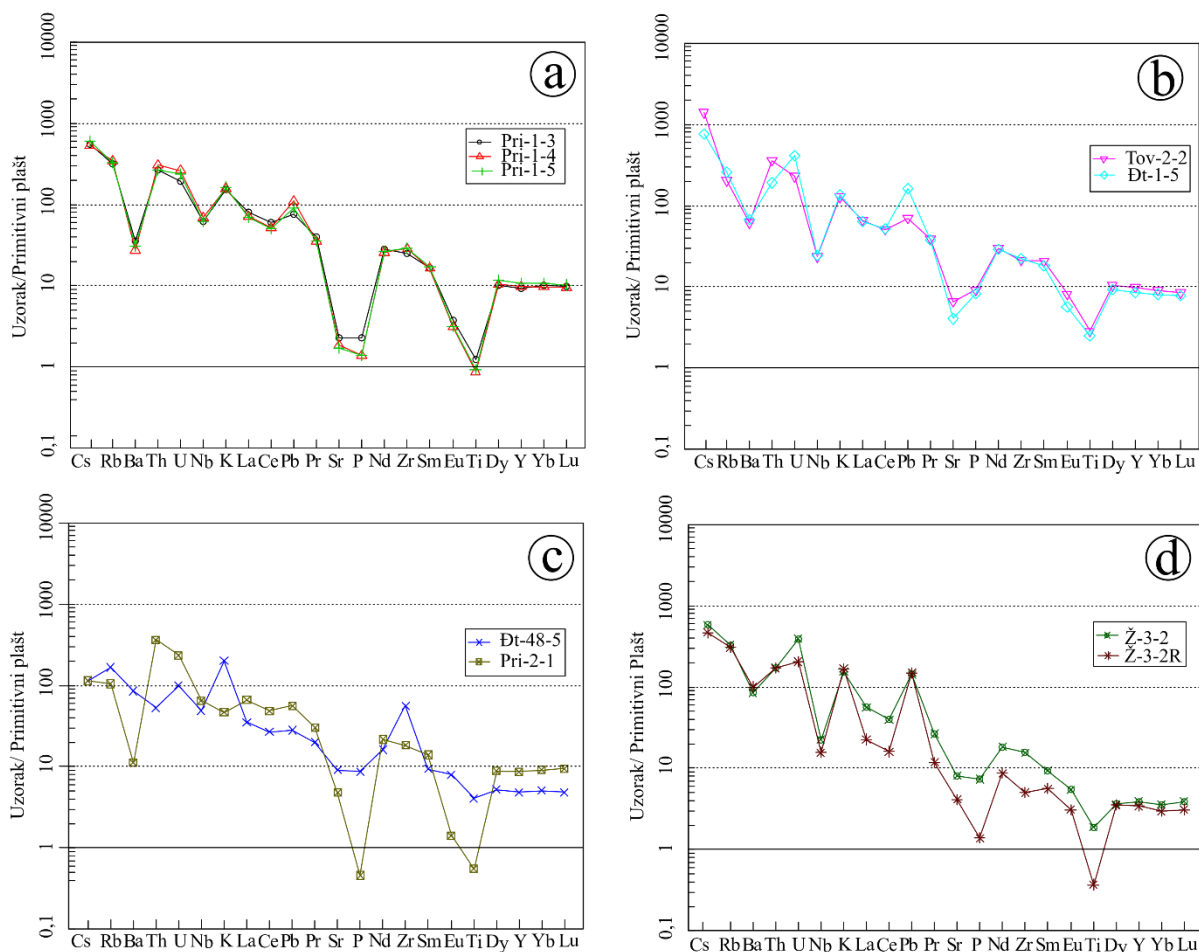 a
Pri-1-3
Pri-1-4
Pri-1-5
Uzorak/Primitivni plašt
10000
1000
100
10
1
0,1
Cs Rb Ba Th U Nb K La Ce Pb Pr Sr P Nd Zr Sm Eu Ti Dy Y Yb Lu
b
Tov-2-2
Đt-1-5
Uzorak/Primitivni plašt
10000
1000
100
10
1
0,1
Cs Rb Ba Th U Nb K La Ce Pb Pr Sr P Nd Zr Sm Eu Ti Dy Y Yb Lu
c
Đt-48-5
Pri-2-1
Uzorak/ Primitivni Plašt
10000
1000
100
10
1
0,1
Cs Rb Ba Th U Nb K La Ce Pb Pr Sr P Nd Zr Sm Eu Ti Dy Y Yb Lu
d
Ž-3-2
Ž-3-2R
Uzorak/ Primitivni Plašt
10000
1000
100
10
1
0,1
Cs Rb Ba Th U Nb K La Ce Pb Pr Sr P Nd Zr Sm Eu Ti Dy Y Yb Lu